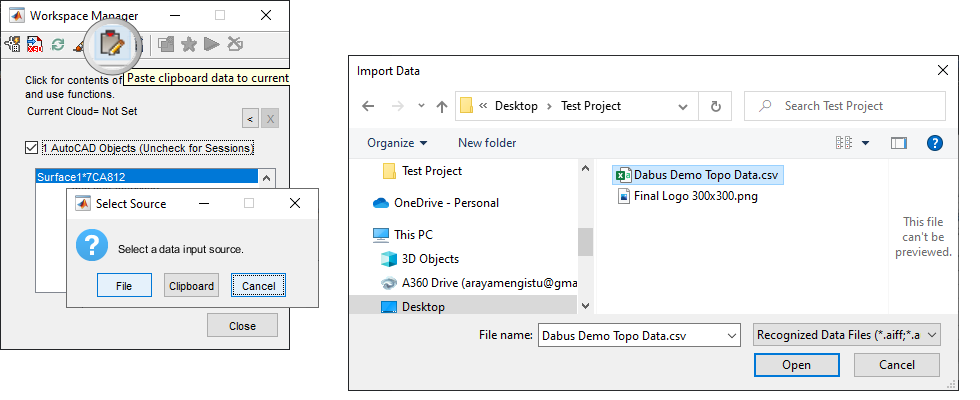 Workspace Manager
Paste clipboard data to current
Click for contents of
and use functions.
Current Cloud= Not Set
<
X
1 AutoCAD Objects (Uncheck for Sessions)
Surface1*7CA812
Select Source
Select a data input source.
File
Clipboard
Cancel
Close
Import Data
« Desktop > Test Project
Search Test Project
Organize
New folder
Test Project
OneDrive - Personal
This PC
3D Objects
A360 Drive (arayamengistu@gma
Desktop
Dabus Demo Topo Data.csv
Final Logo 300x300.png
This file
can't be
previewed.
File name:
Dabus Demo Topo Data.csv
Recognized Data Files (*.aiff;*.a
Open
Cancel